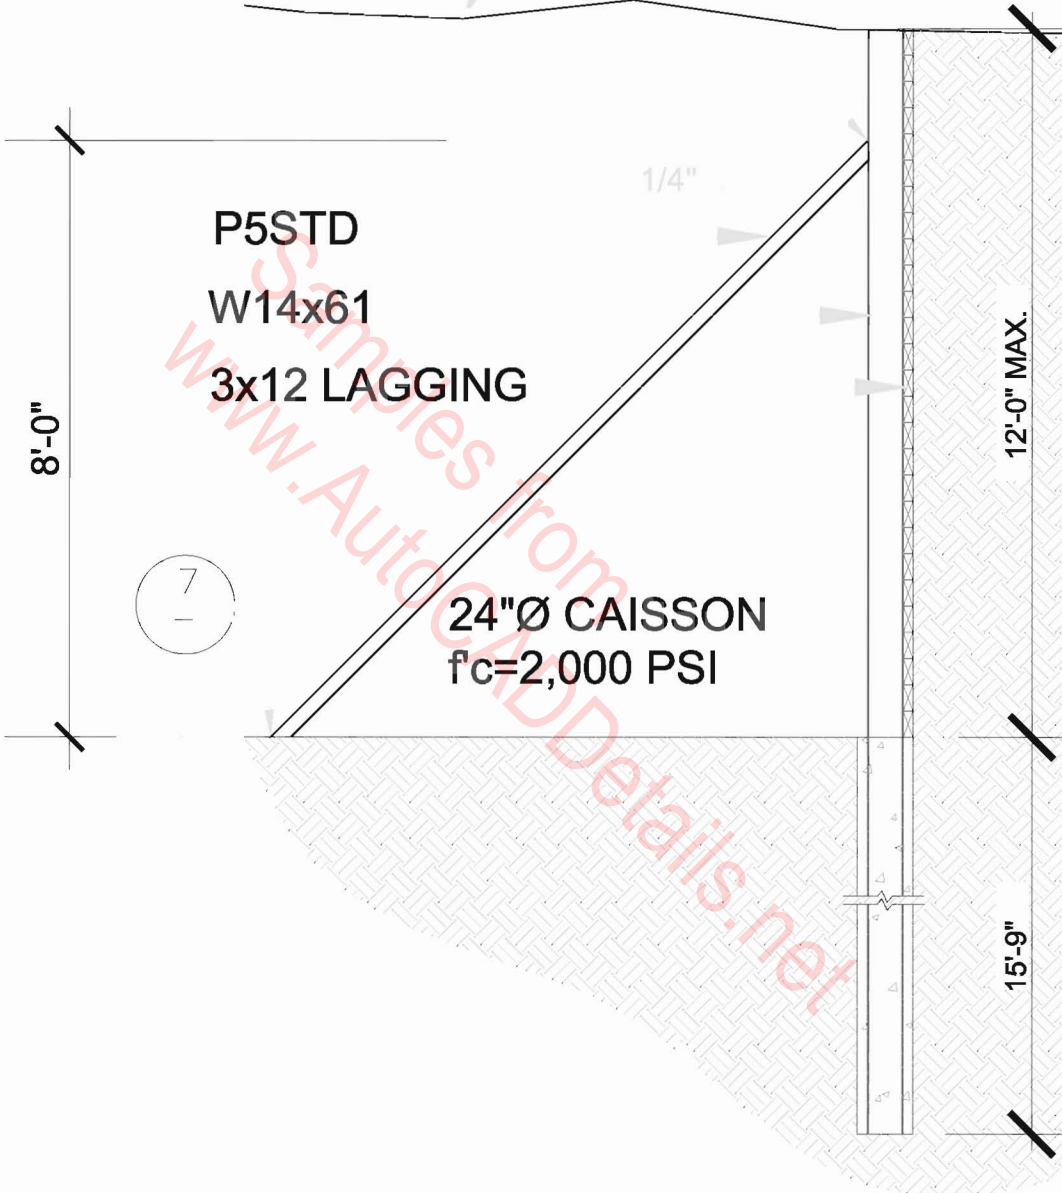 1/4"
P5STD
W14x61
3x12 LAGGING
8'-0"
12'-0" MAX.
7
24"Ø CAISSON
f'c=2,000 PSI
15'-9"
Samples from
www.AutoCADDetails.net